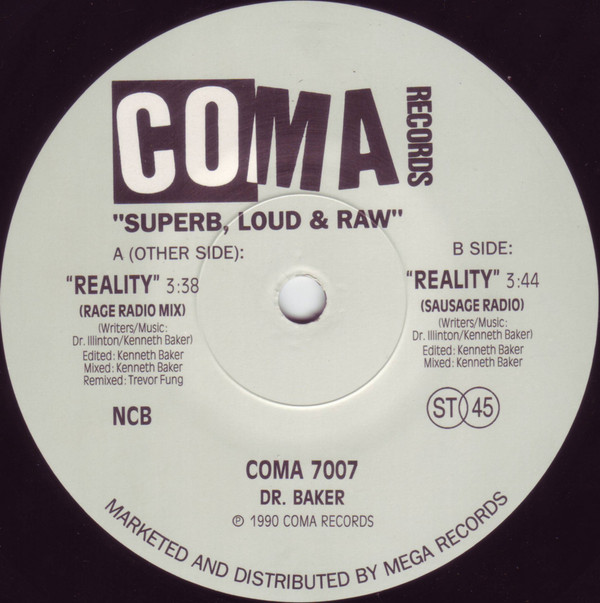 COMA RECORDS
"SUPERB, LOUD & RAW"
A (OTHER SIDE):
"REALITY" 3:38
(RAGE RADIO MIX)
(Writers/Music:
Dr. Illinton/Kenneth Baker)
Edited: Kenneth Baker
Mixed: Kenneth Baker
Remixed: Trevor Fung
NCB
B SIDE:
"REALITY" 3:44
(SAUSAGE RADIO)
(Writers/Music:
Dr. Illinton/Kenneth Baker)
Edited: Kenneth Baker
Mixed: Kenneth Baker
ST 45
COMA 7007
DR. BAKER
℗ 1990 COMA RECORDS
MARKETED AND DISTRIBUTED BY MEGA RECORDS